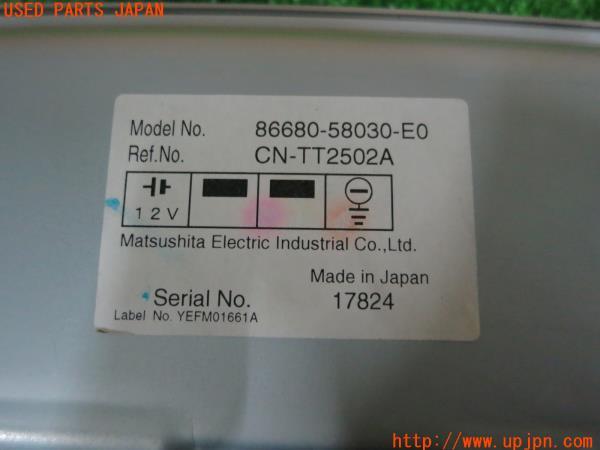 USED PARTS JAPAN
Model No. 86680-58030-E0
Ref.No. CN-TT2502A
12V
Matsushita Electric Industrial Co.,Ltd.
Made in Japan
Serial No. 17824
Label No. YEFM01661A
http://www.upjpn.com/